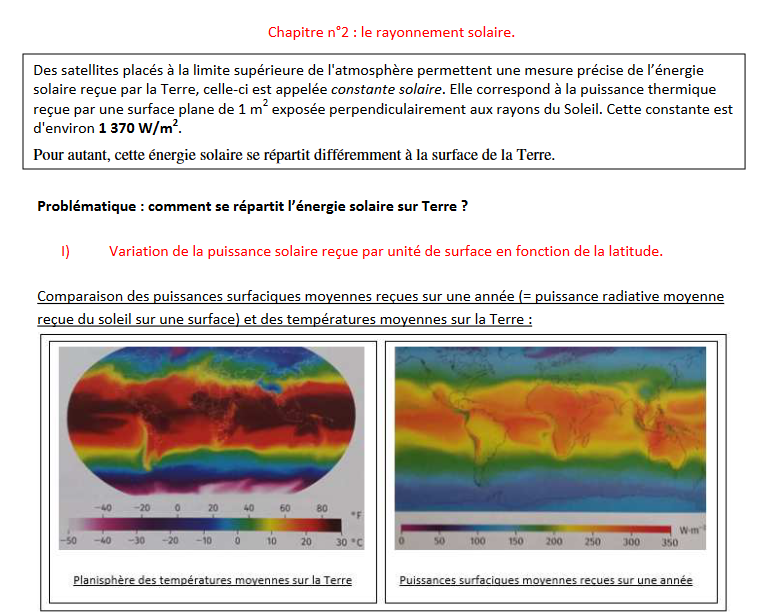 Chapitre n°2 : le rayonnement solaire.
Des satellites placés à la limite supérieure de l'atmosphère permettent une mesure précise de l’énergie
solaire reçue par la Terre, celle-ci est appelée constante solaire. Elle correspond à la puissance thermique
reçue par une surface plane de 1 m² exposée perpendiculairement aux rayons du Soleil. Cette constante est
d'environ 1 370 W/m².
Pour autant, cette énergie solaire se répartit différemment à la surface de la Terre.
Problématique : comment se répartit l’énergie solaire sur Terre ?
I) Variation de la puissance solaire reçue par unité de surface en fonction de la latitude.
Comparaison des puissances surfaciques moyennes reçues sur une année (= puissance radiative moyenne
reçue du soleil sur une surface) et des températures moyennes sur la Terre :
-40 -20 0 20 40 60 80 °F
-50 -40 -30 -20 -10 0 10 20 30 °C
W·m⁻²
0 50 100 150 200 250 300 350
Planisphère des températures moyennes sur la Terre
Puissances surfaciques moyennes reçues sur une année